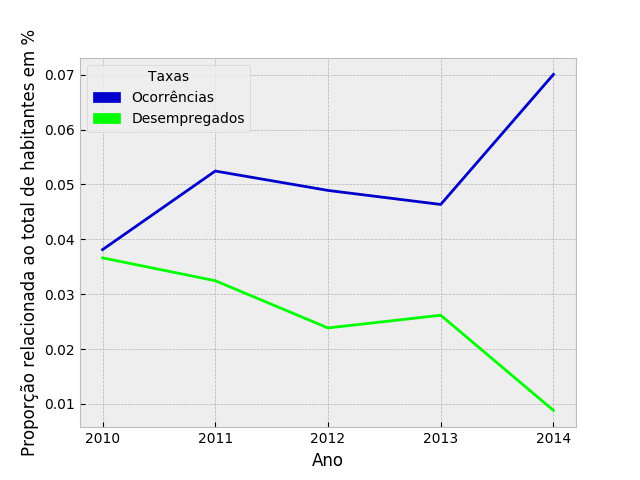 Proporção relacionada ao total de habitantes em %
0.07
0.06
0.05
0.04
0.03
0.02
0.01
Taxas
Ocorrências
Desempregados
2010 2011 2012 2013 2014
Ano